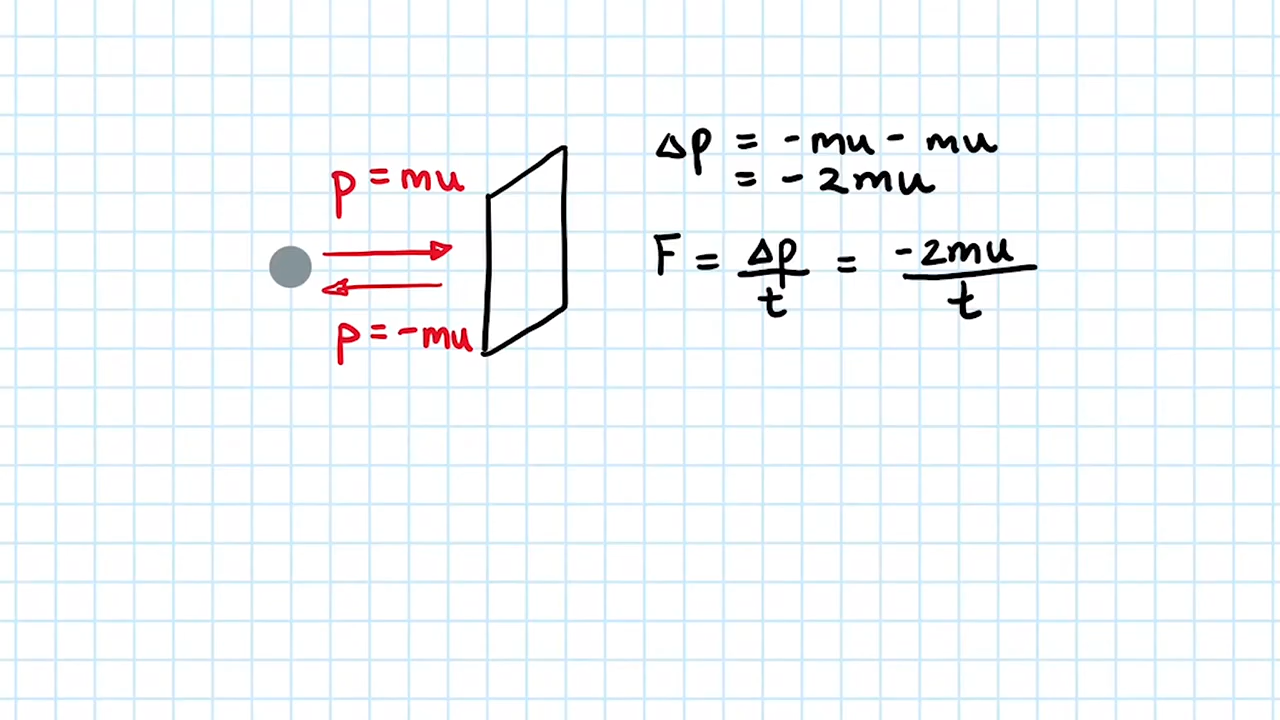 p = mu
p = -mu
Δp = -mu - mu
= -2mu
F = Δp/t = -2mu/t